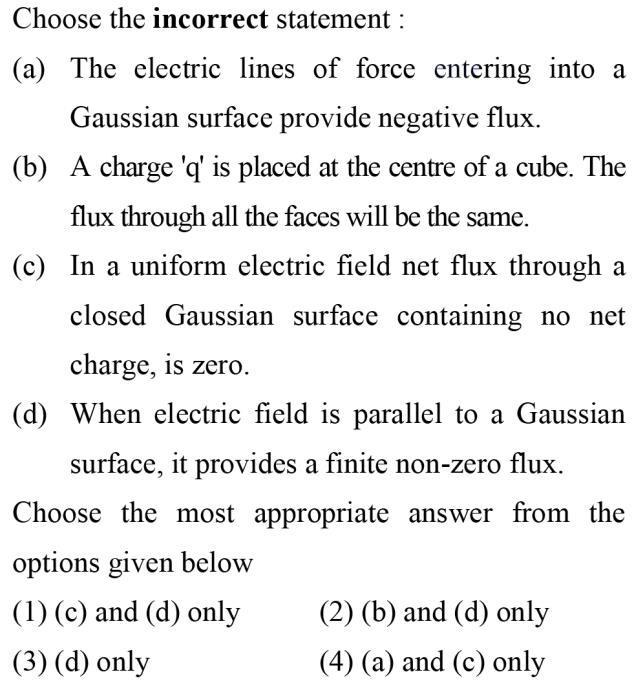 Choose the incorrect statement :
(a) The electric lines of force entering into a
Gaussian surface provide negative flux.
(b) A charge 'q' is placed at the centre of a cube. The
flux through all the faces will be the same.
(c) In a uniform electric field net flux through a
closed Gaussian surface containing no net
charge, is zero.
(d) When electric field is parallel to a Gaussian
surface, it provides a finite non-zero flux.
Choose the most appropriate answer from the
options given below
(1) (c) and (d) only (2) (b) and (d) only
(3) (d) only (4) (a) and (c) only